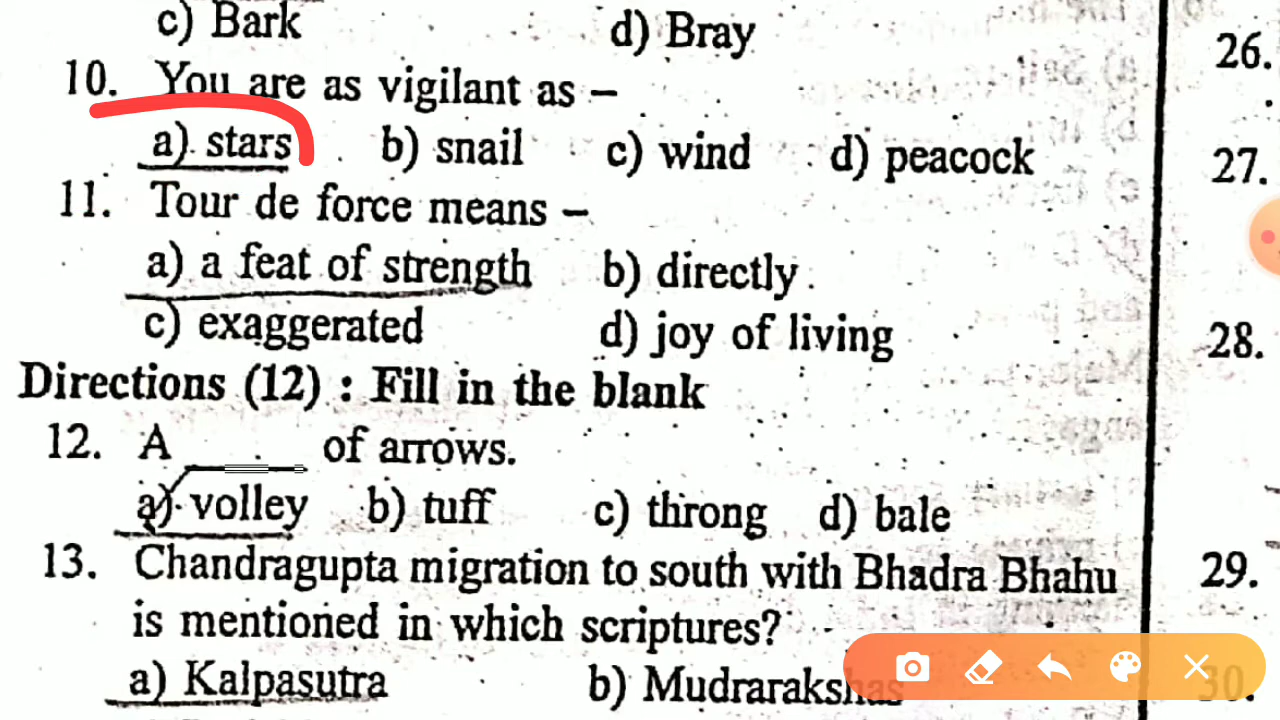 c) Bark d) Bray
10. You are as vigilant as –
a) stars b) snail c) wind d) peacock
11. Tour de force means –
a) a feat of strength b) directly
c) exaggerated d) joy of living
Directions (12) : Fill in the blank
12. A ____ of arrows.
a) volley b) tuff c) throng d) bale
13. Chandragupta migration to south with Bhadra Bhahu
is mentioned in which scriptures? -
a) Kalpasutra b) Mudrarakshas
26.
27.
28.
29.
30.